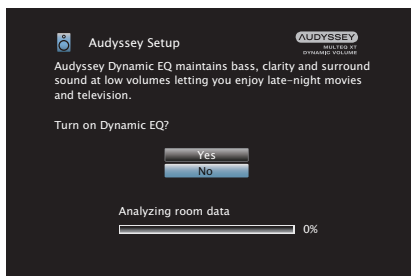 Audyssey Setup
AUDYSSEY
MULTEQ XT
DYNAMIC VOLUME
Audyssey Dynamic EQ maintains bass, clarity and surround
sound at low volumes letting you enjoy late-night movies
and television.
Turn on Dynamic EQ?
Yes
No
Analyzing room data
0%